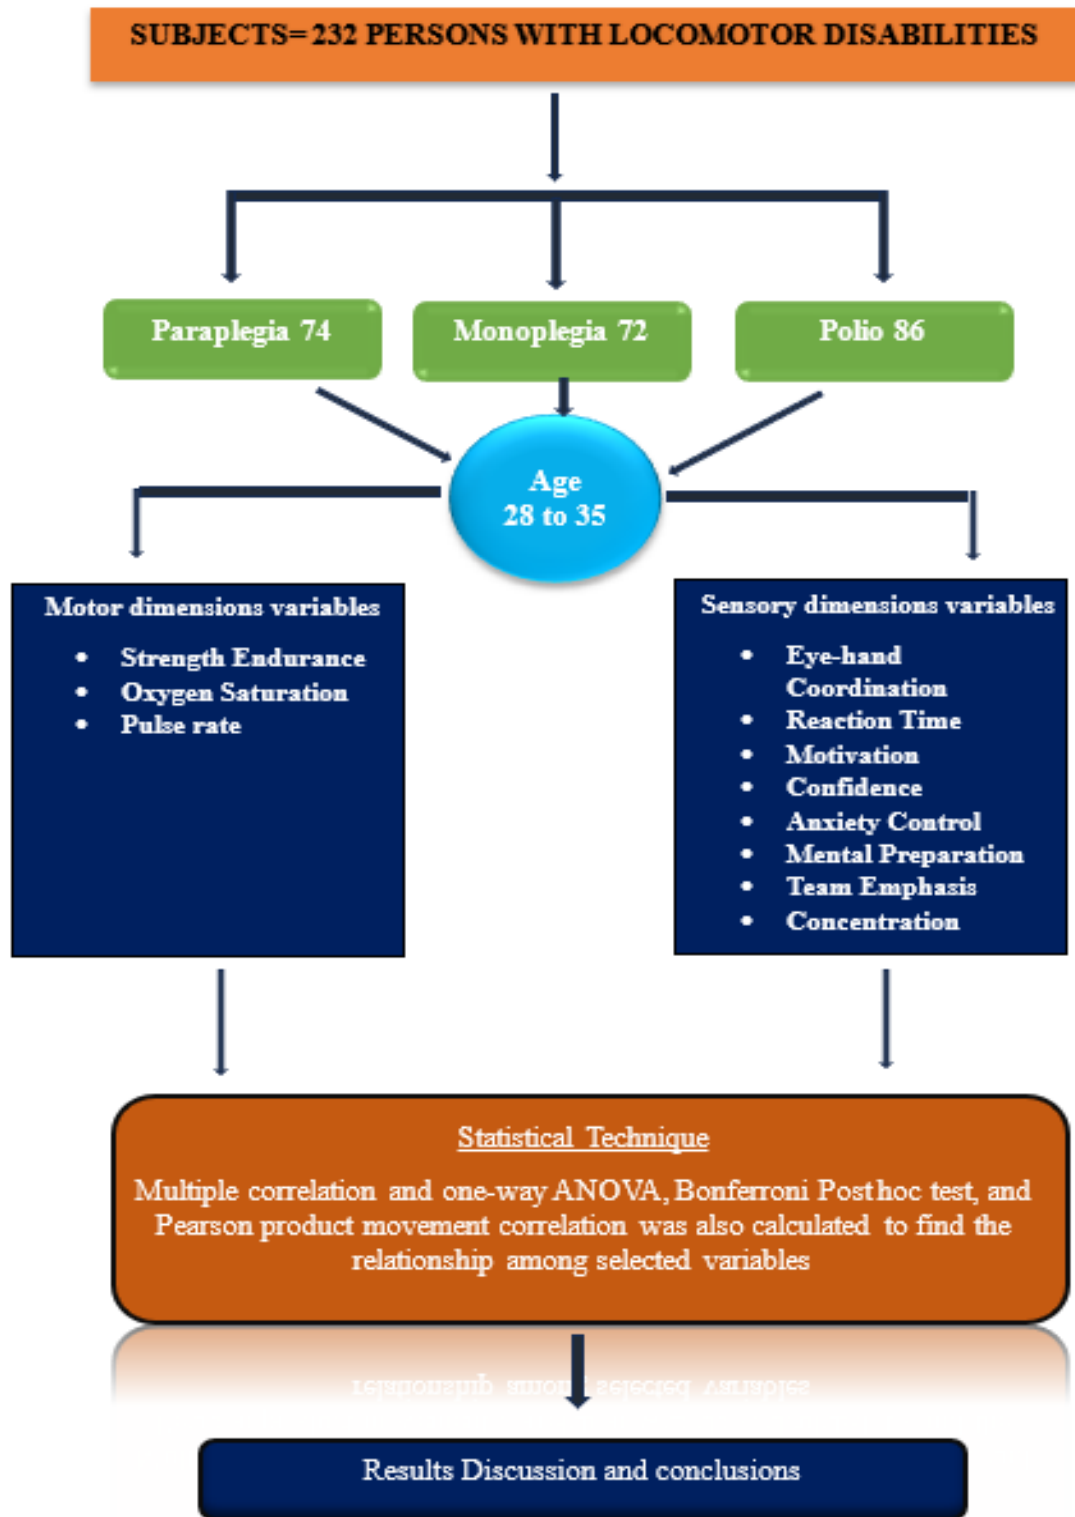 SUBJECTS= 232 PERSONS WITH LOCOMOTOR DISABILITIES
Paraplegia 74
Monoplegia 72
Polio 86
Age
28 to 35
Motor dimensions variables
• Strength Endurance
• Oxygen Saturation
• Pulse rate
Sensory dimensions variables
• Eye-hand
Coordination
• Reaction Time
• Motivation
• Confidence
• Anxiety Control
• Mental Preparation
• Team Emphasis
• Concentration
Statistical Technique
Multiple correlation and one-way ANOVA, Bonferroni Posthoc test, and
Pearson product movement correlation was also calculated to find the
relationship among selected variables
Results Discussion and conclusions